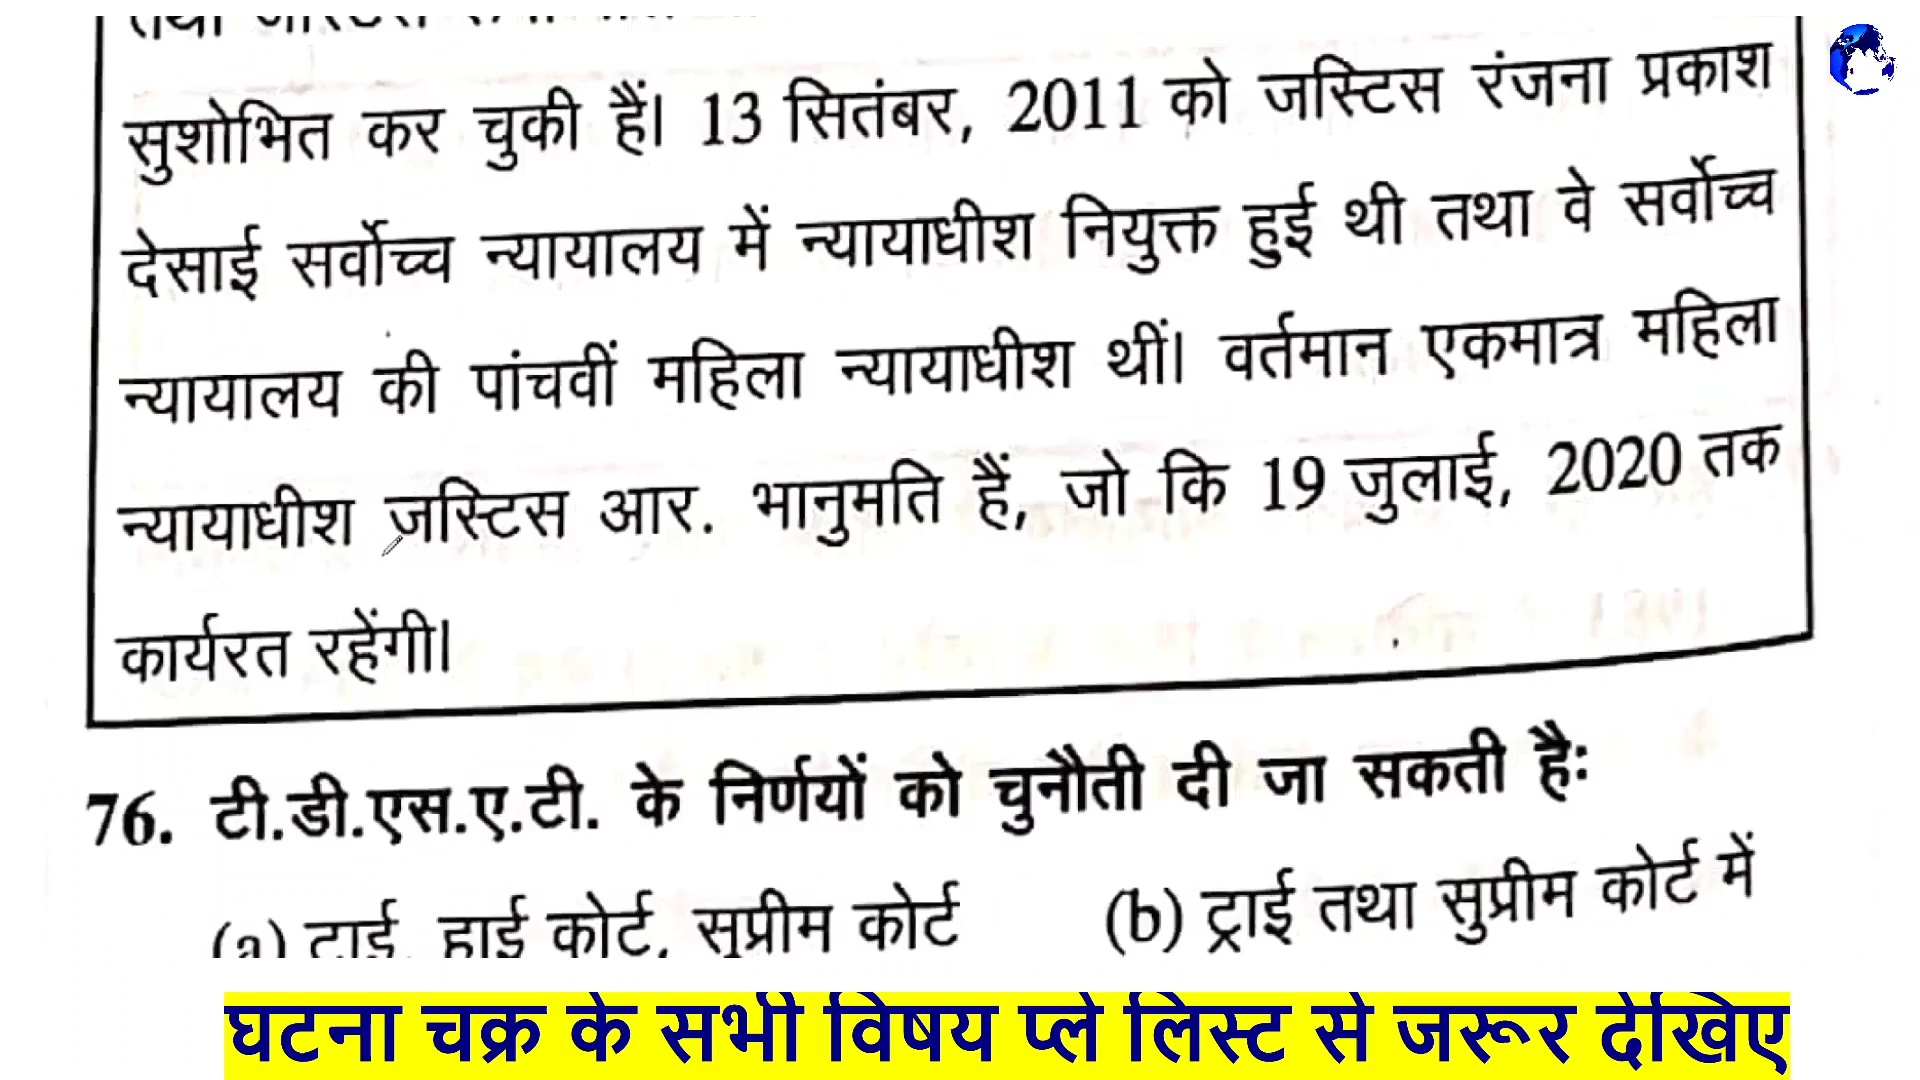 तथा
सुशोभित कर चुकी हैं। 13 सितंबर, 2011 को जस्टिस रंजना प्रकाश
देसाई सर्वोच्च न्यायालय में न्यायाधीश नियुक्त हुई थी तथा वे सर्वोच्च
न्यायालय की पांचवीं महिला न्यायाधीश थीं। वर्तमान एकमात्र महिला
न्यायाधीश जस्टिस आर. भानुमति हैं, जो कि 19 जुलाई, 2020 तक
कार्यरत रहेंगी।
76. टी.डी.एस.ए.टी. के निर्णयों को चुनौती दी जा सकती है:
(a) ट्राई, हाई कोर्ट, सुप्रीम कोर्ट (b) ट्राई तथा सुप्रीम कोर्ट में
घटना चक्र के सभी विषय प्ले लिस्ट से जरूर देखिए